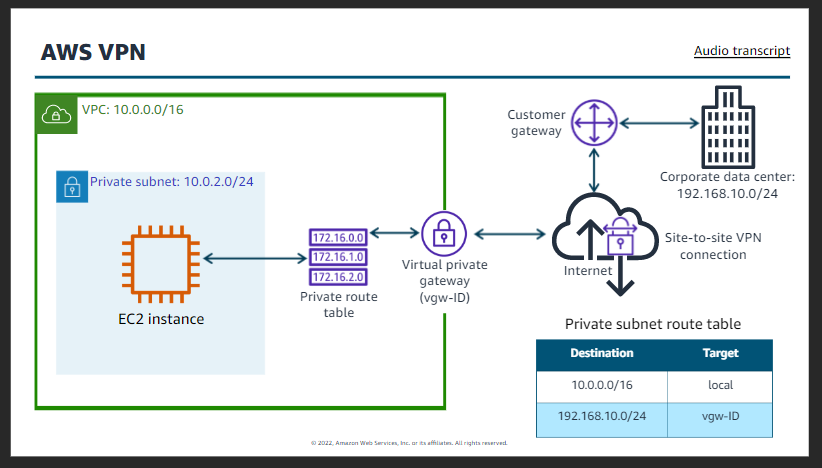 AWS VPN
Audio transcript
VPC: 10.0.0.0/16
Customer
gateway
Corporate data center:
192.168.10.0/24
Private subnet: 10.0.2.0/24
172.16.0.0
172.16.1.0
172.16.2.0
Private route
table
Virtual private
gateway
(vgw-ID)
Internet
Site-to-site VPN
connection
EC2 instance
Private subnet route table
Destination Target
10.0.0.0/16 local
192.168.10.0/24 vgw-ID
© 2022, Amazon Web Services, Inc. or its affiliates. All rights reserved.